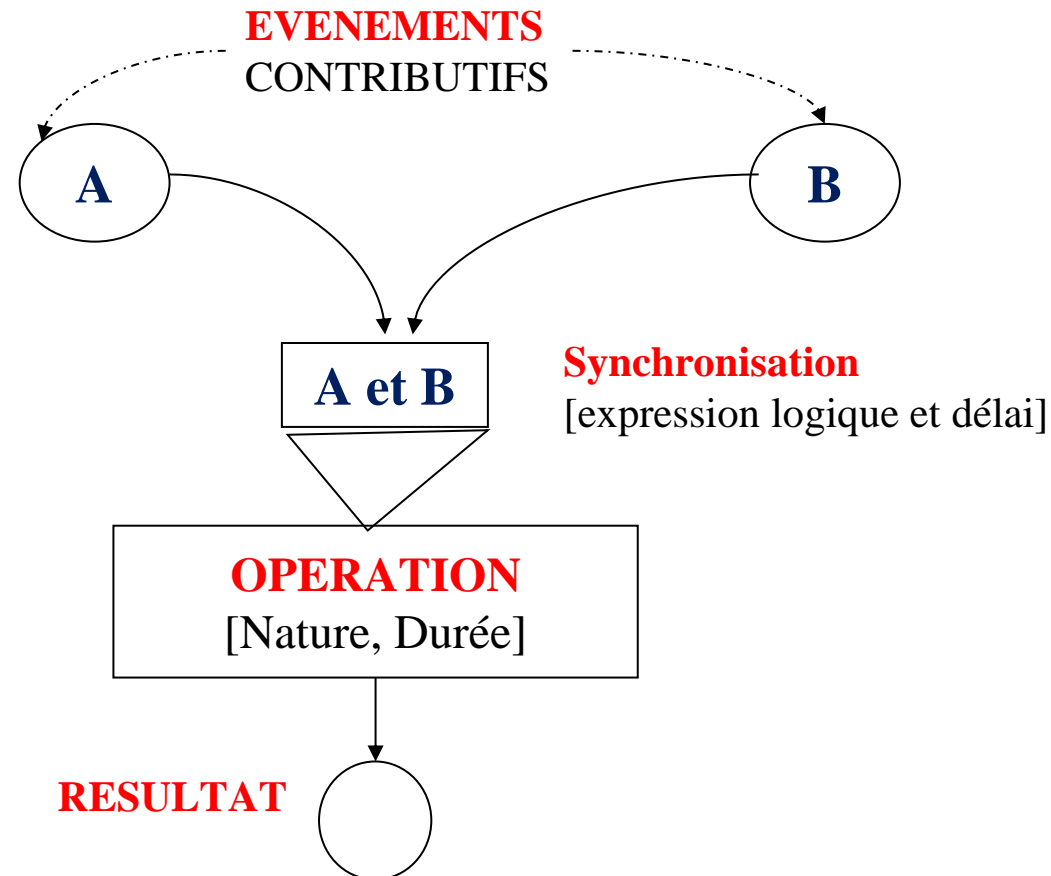 EVENEMENTS
CONTRIBUTIFS
A
B
A et B
Synchronisation
[expression logique et délai]
OPERATION
[Nature, Durée]
RESULTAT